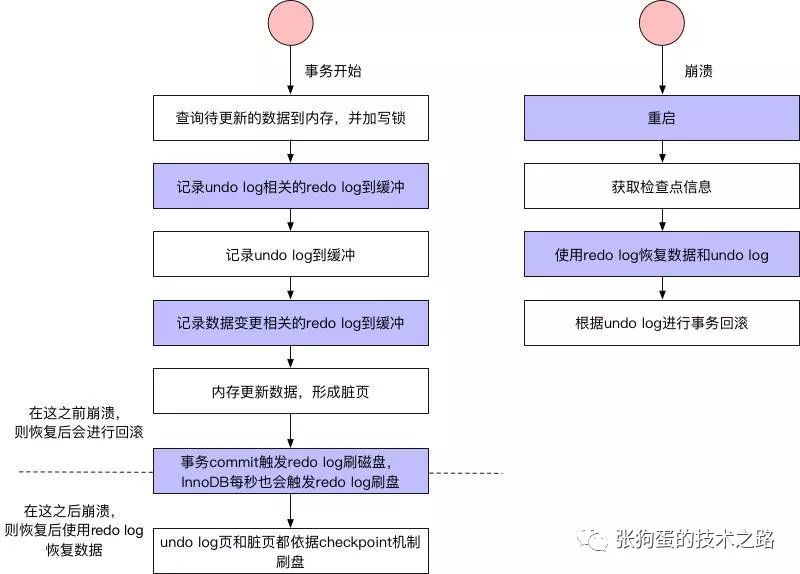 事务开始
查询待更新的数据到内存，并加写锁
记录undo log相关的redo log到缓冲
记录undo log到缓冲
记录数据变更相关的redo log到缓冲
内存更新数据，形成脏页
在这之前崩溃，
则恢复后会进行回滚
事务commit触发redo log刷磁盘，
InnoDB每秒也会触发redo log刷盘
在这之后崩溃，
则恢复后使用redo log
恢复数据
undo log页和脏页都依据checkpoint机制
刷盘
崩溃
重启
获取检查点信息
使用redo log恢复数据和undo log
根据undo log进行事务回滚
张狗蛋的技术之路